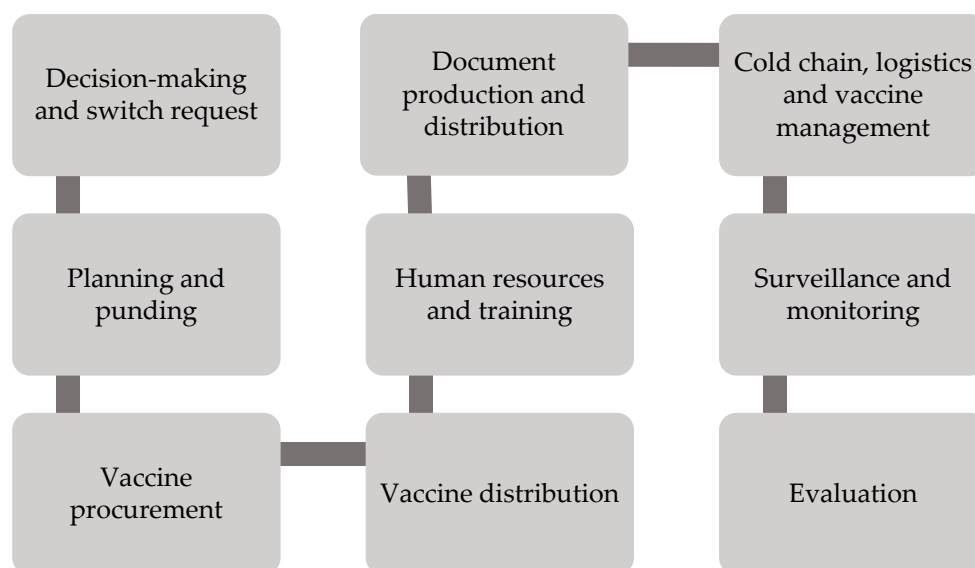 Decision-making
and switch request
Planning and
punding
Vaccine
procurement
Vaccine distribution
Human resources
and training
Document
production and
distribution
Cold chain, logistics
and vaccine
management
Surveillance and
monitoring
Evaluation